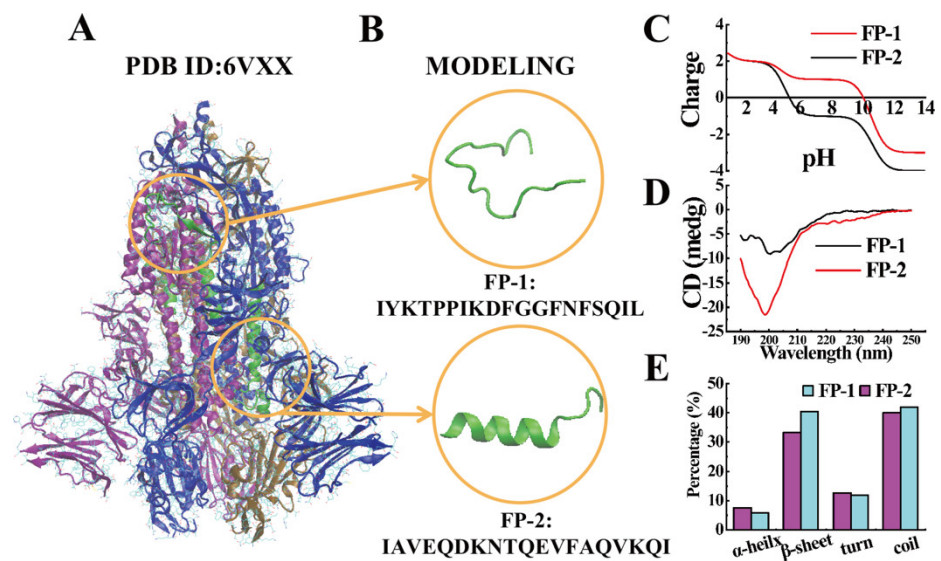 A
PDB ID:6VXX
B
MODELING
FP-1:
IYKTPPIKDFGGFNFSQIL
FP-2:
IAVEQDKNTQEVFAQVKQI
C
FP-1
FP-2
Charge
4
2
0
-2
-4
2 4 6 8 10 12 14
pH
D
CD (medg)
0
-5
-10
-15
-20
-25
FP-1
FP-2
190 200 210 220 230 240 250
Wavelength (nm)
E
Percentage (%)
50
40
30
20
10
0
FP-1 FP-2
α-heilx β-sheet turn coil